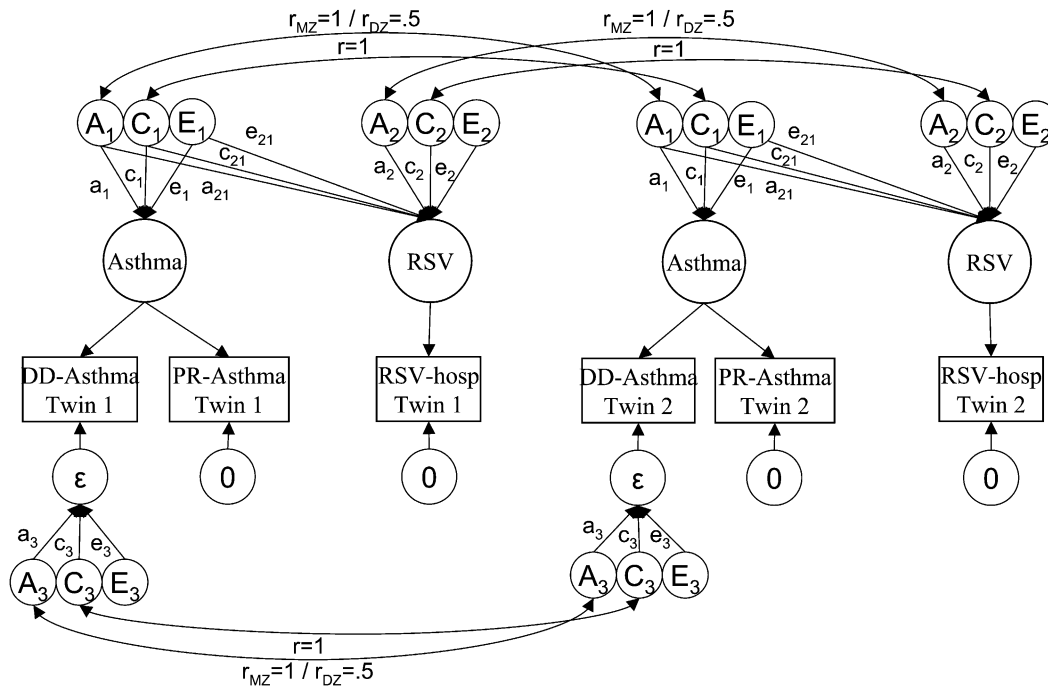 r_MZ=1 / r_DZ=.5 r_MZ=1 / r_DZ=.5
r=1 r=1
A_1 C_1 E_1 A_2 C_2 E_2 A_1 C_1 E_1 A_2 C_2 E_2
e_21 e_21
c_21 c_21
a_1 c_1 e_1 a_21 a_2 c_2 e_2 a_1 c_1 e_1 a_21 a_2 c_2 e_2
Asthma RSV Asthma RSV
DD-Asthma PR-Asthma RSV-hosp DD-Asthma PR-Asthma RSV-hosp
Twin 1 Twin 1 Twin 1 Twin 2 Twin 2 Twin 2
ε 0 0 ε 0 0
a_3 c_3 e_3 a_3 c_3 e_3
A_3 C_3 E_3 A_3 C_3 E_3
r=1
r_MZ=1 / r_DZ=.5